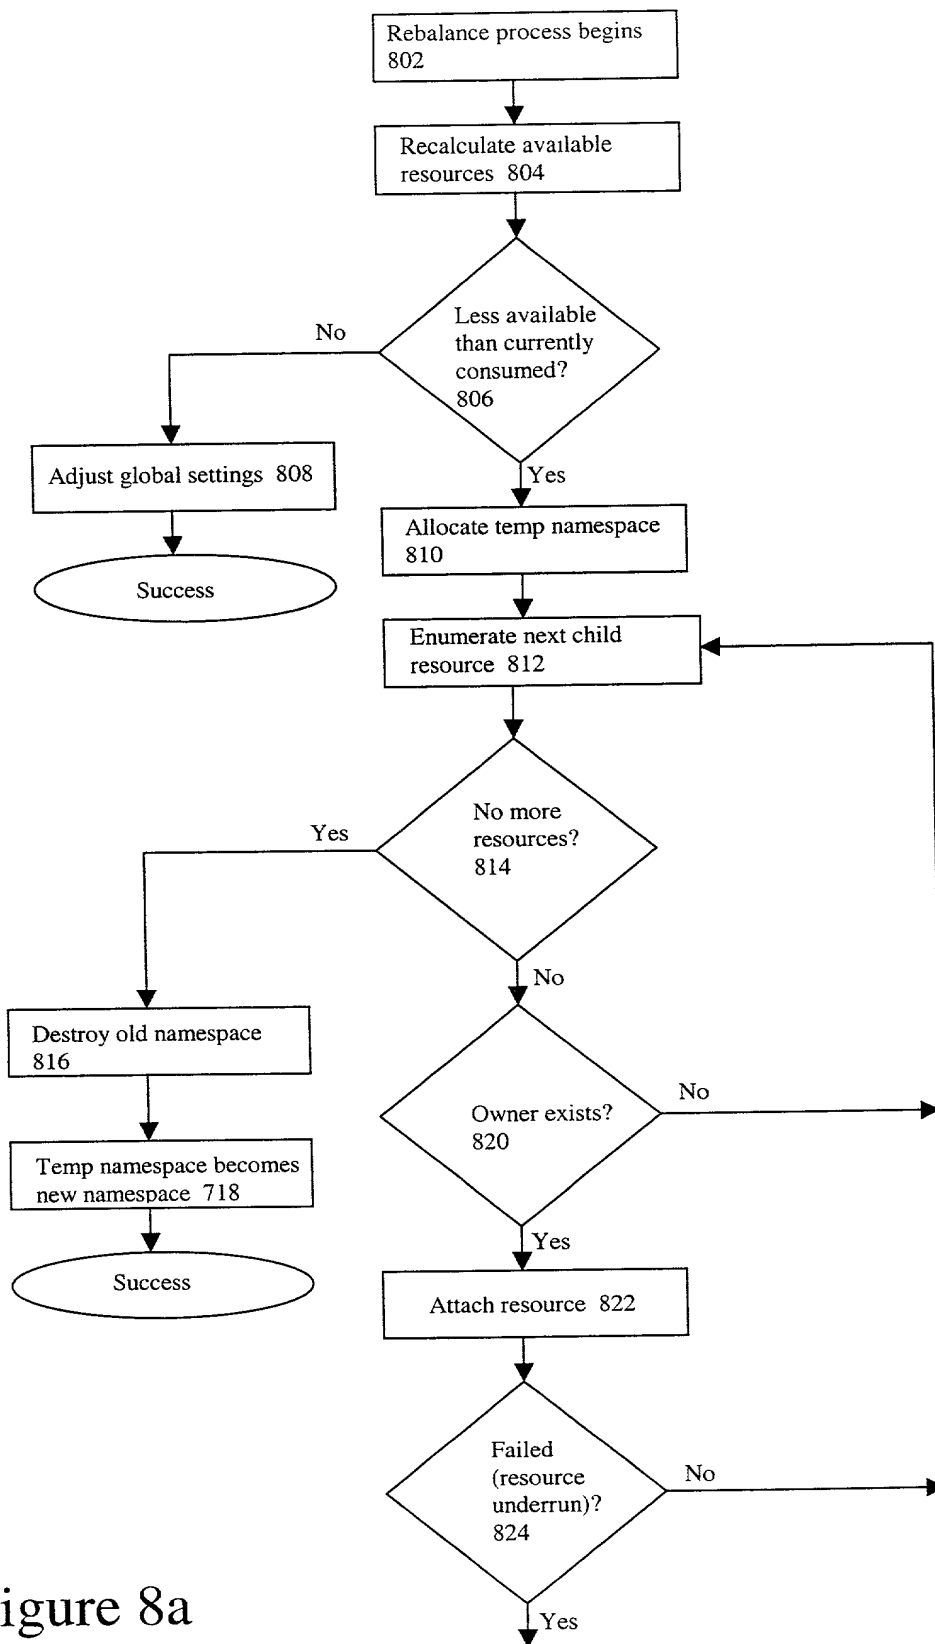 Rebalance process begins
802
Recalculate available
resources 804
Less available
than currently
consumed?
806
No
Adjust global settings 808
Success
Yes
Allocate temp namespace
810
Enumerate next child
resource 812
No more
resources?
814
Yes
Destroy old namespace
816
Temp namespace becomes
new namespace 718
Success
No
Owner exists?
820
No
Yes
Attach resource 822
Failed
(resource
underrun)?
824
No
Yes
igure 8a